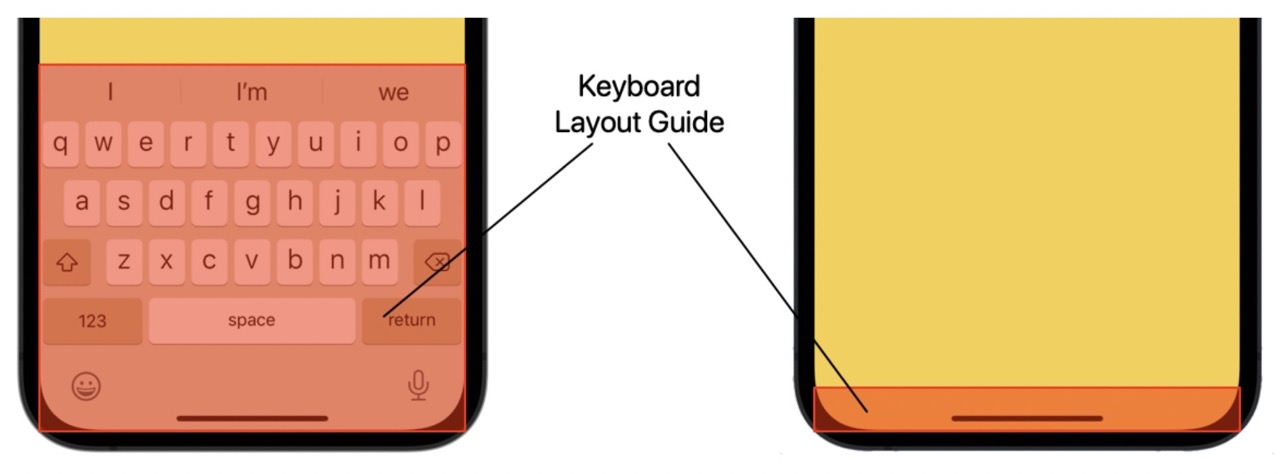 I I'm we
q w e r t y u i o p
a s d f g h j k l
z x c v b n m
123 space return
Keyboard
Layout Guide